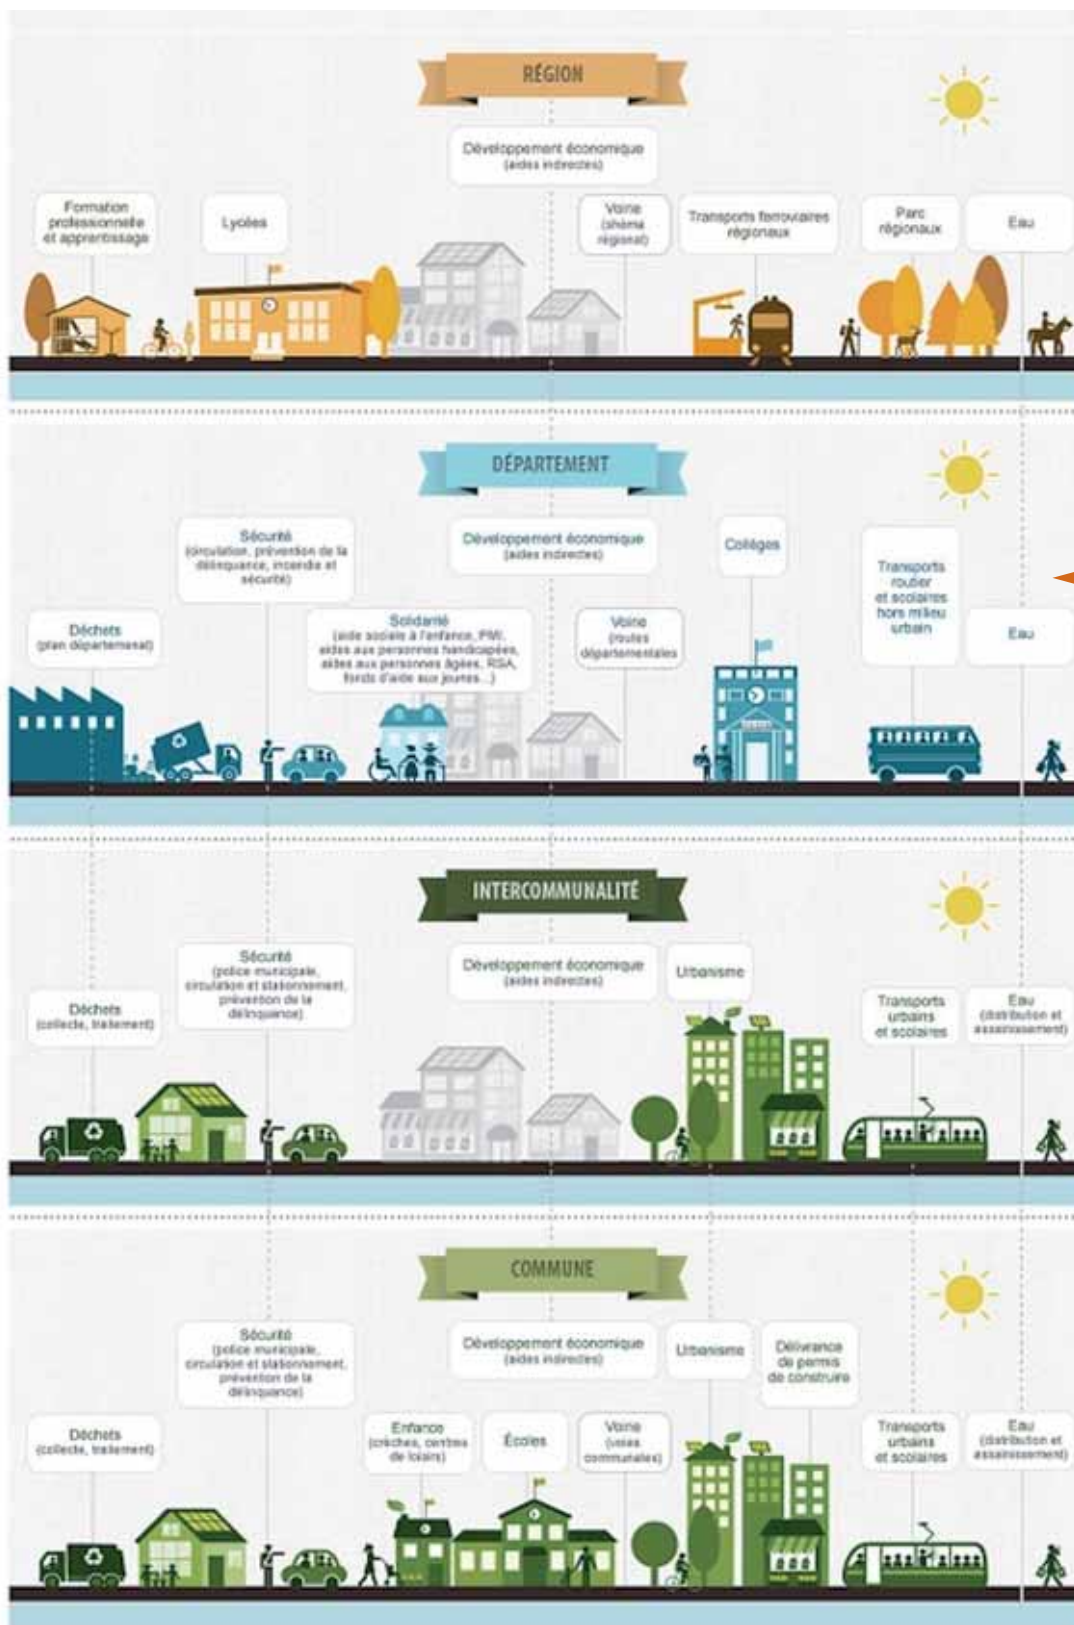 RÉGION
Développement économique
(aides indirectes)
Formation
professionnelle
et apprentissage
Lycées
Voirie
(shéma
régional)
Transports ferroviaires
régionaux
Parc
régionaux
Eau
DÉPARTEMENT
Sécurité
(circulation, prévention de la
délinquance, incendie et
sécurité)
Développement économique
(aides indirectes)
Collèges
Transports
routier
et scolaires
hors milieu
urbain
Déchets
(plan départemenal)
Solidarité
(aide sociale à l'enfance, PMI,
aides aux personnes handicapées,
aides aux personnes âgées, RSA,
fonds d'aide aux jeunes...)
Voirie
(routes
départementales
Eau
INTERCOMMUNALITÉ
Sécurité
(police municipale,
circulation et stationnement,
prévention de la
délinquance)
Développement économique
(aides indirectes)
Urbanisme
Déchets
(collecte, traitement)
Transports
urbains
et scolaires
Eau
(distribution et
assainissement)
COMMUNE
Sécurité
(police municipale,
circulation et stationnement,
prévention de la
délinquance)
Développement économique
(aides indirectes)
Urbanisme
Délivrance
de permis
de construire
Déchets
(collecte, traitement)
Enfance
(crèches, centres
de loisirs)
Écoles
Voirie
(voies
communales)
Transports
urbains
et scolaires
Eau
(distribution et
assainissement)